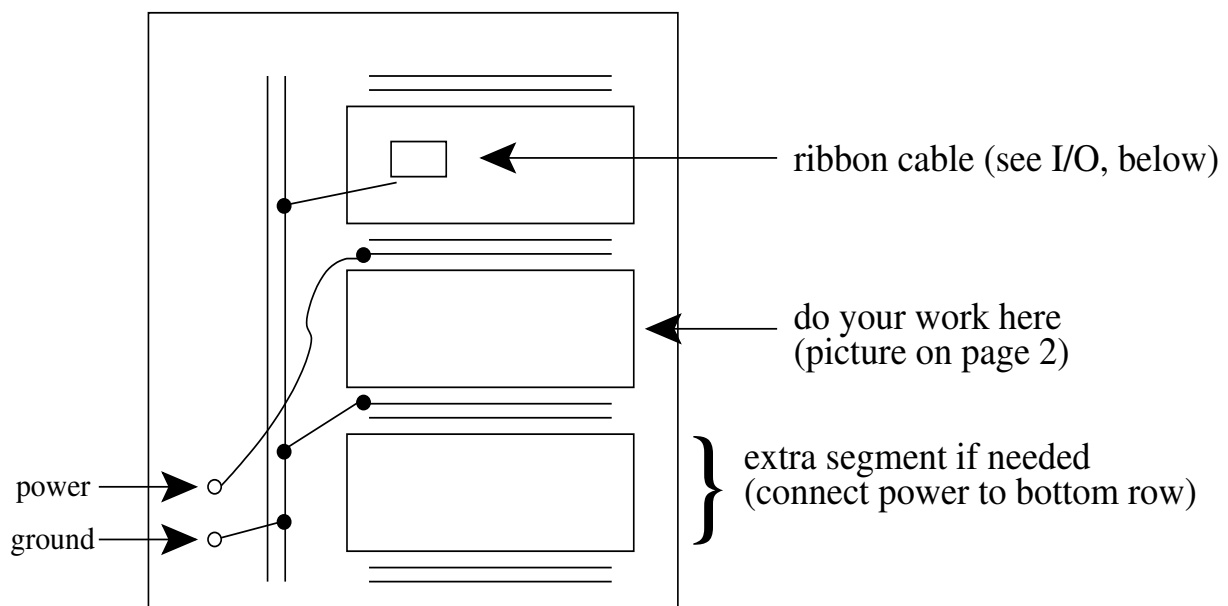 ribbon cable (see I/O, below)
do your work here
(picture on page 2)
extra segment if needed
(connect power to bottom row)
power
ground